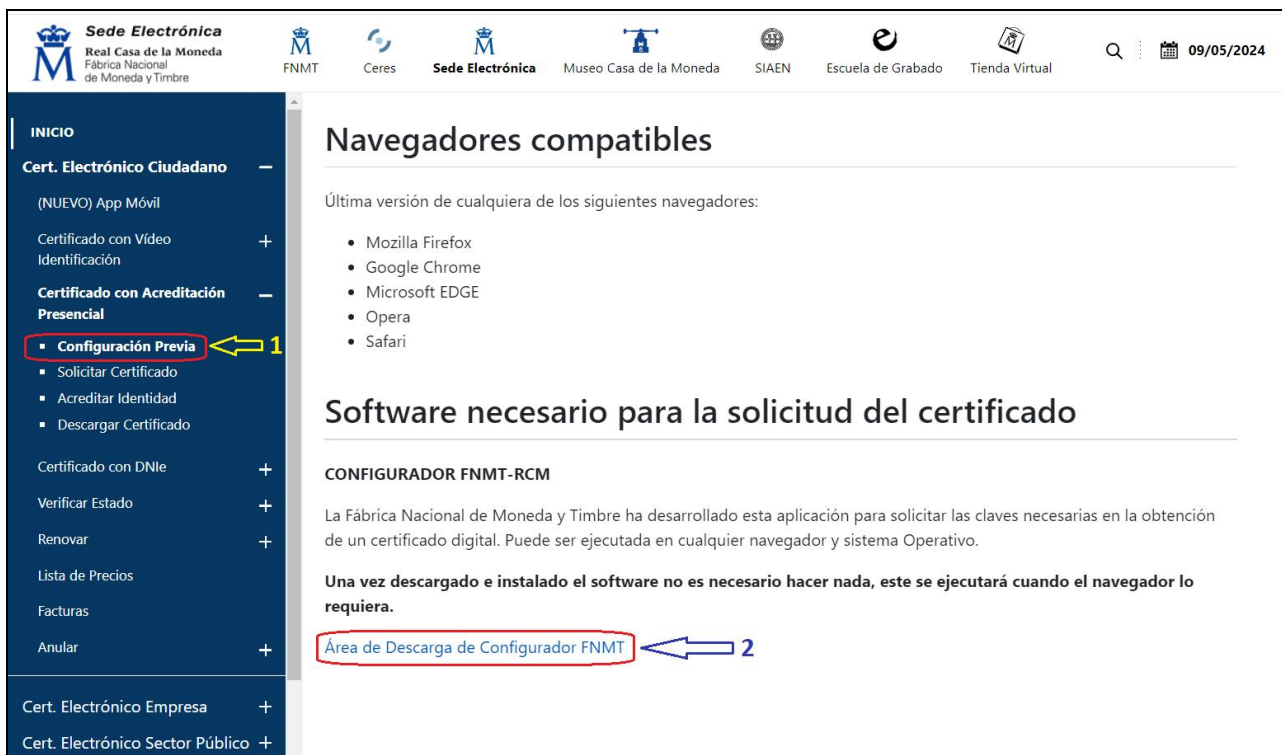 Sede Electrónica
Real Casa de la Moneda
Fábrica Nacional
de Moneda y Timbre
FNMT
Ceres
Sede Electrónica
Museo Casa de la Moneda
SIAEN
Escuela de Grabado
Tienda Virtual
09/05/2024
INICIO
Cert. Electrónico Ciudadano
(NUEVO) App Móvil
Certificado con Vídeo
Identificación
Certificado con Acreditación
Presencial
Configuración Previa
1
Solicitar Certificado
Acreditar Identidad
Descargar Certificado
Certificado con DNIe
Verificar Estado
Renovar
Lista de Precios
Facturas
Anular
Cert. Electrónico Empresa
Cert. Electrónico Sector Público
Navegadores compatibles
Última versión de cualquiera de los siguientes navegadores:
Mozilla Firefox
Google Chrome
Microsoft EDGE
Opera
Safari
Software necesario para la solicitud del certificado
CONFIGURADOR FNMT-RCM
La Fábrica Nacional de Moneda y Timbre ha desarrollado esta aplicación para solicitar las claves necesarias en la obtención
de un certificado digital. Puede ser ejecutada en cualquier navegador y sistema Operativo.
Una vez descargado e instalado el software no es necesario hacer nada, este se ejecutará cuando el navegador lo
requiera.
Área de Descarga de Configurador FNMT
2